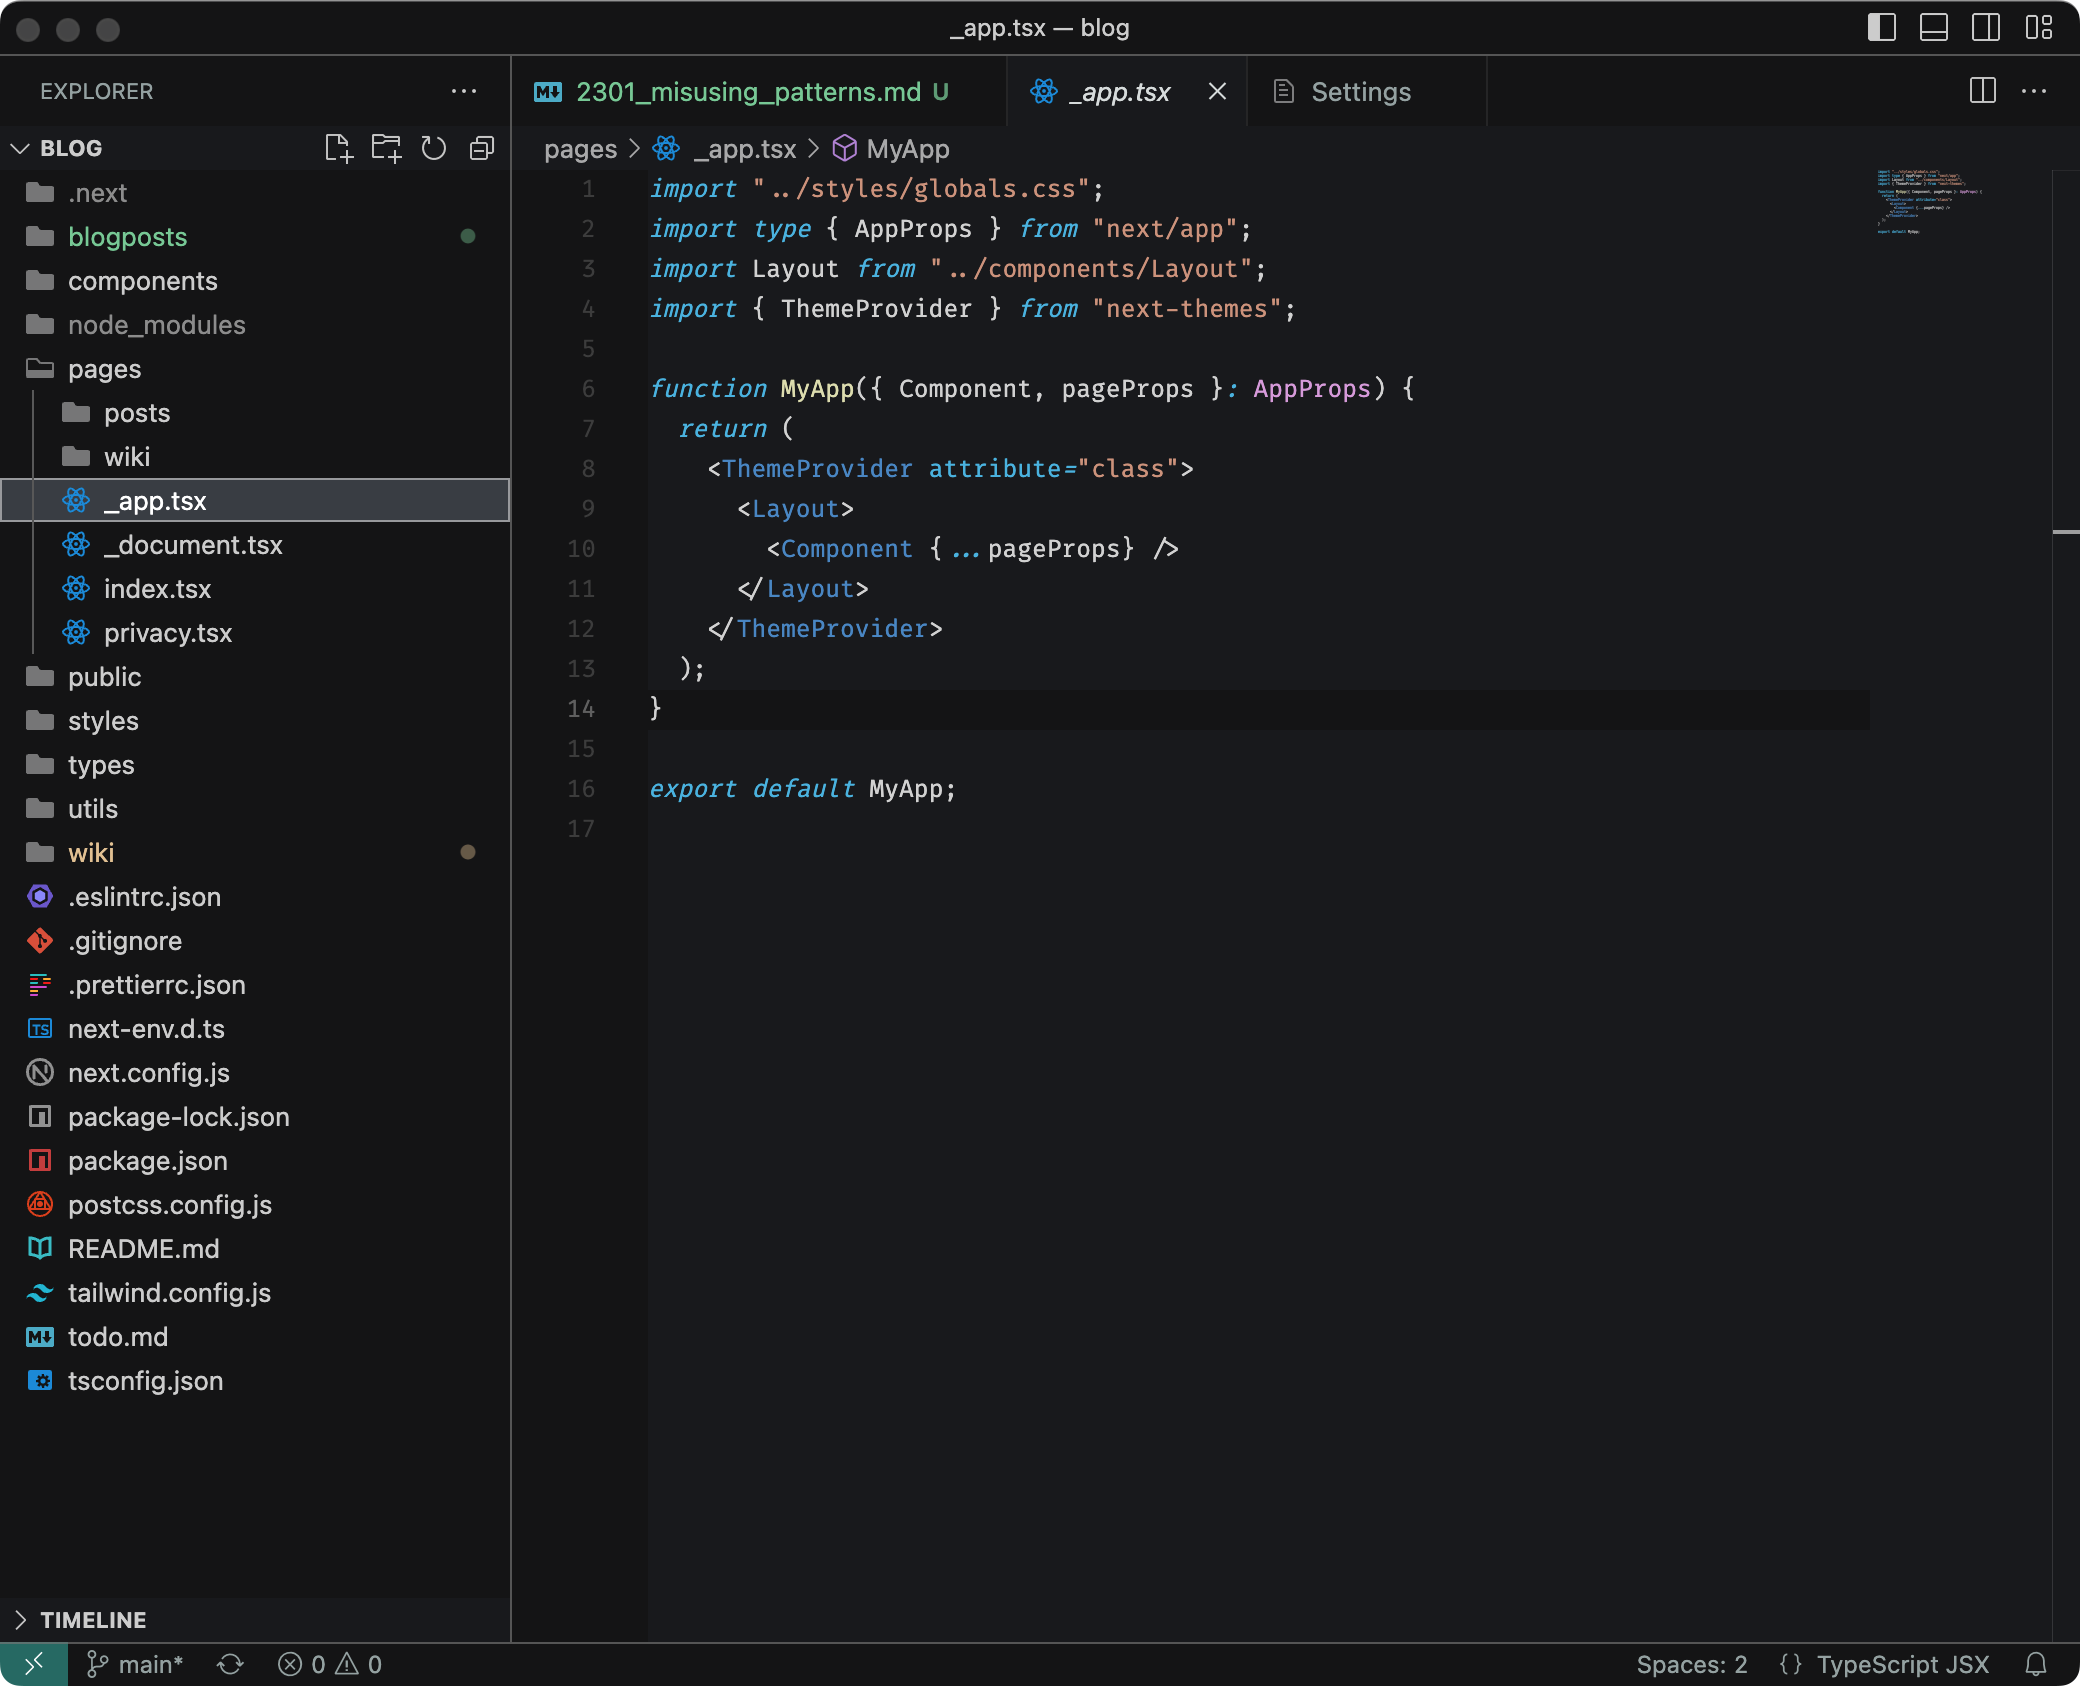 _app.tsx — blog
EXPLORER
BLOG
.next
blogposts
components
node_modules
pages
posts
wiki
_app.tsx
_document.tsx
index.tsx
privacy.tsx
public
styles
types
utils
wiki
.eslintrc.json
.gitignore
.prettierrc.json
next-env.d.ts
next.config.js
package-lock.json
package.json
postcss.config.js
README.md
tailwind.config.js
todo.md
tsconfig.json
TIMELINE
2301_misusing_patterns.md U
_app.tsx
Settings
pages > _app.tsx > MyApp
1 import "../styles/globals.css";
2 import type { AppProps } from "next/app";
3 import Layout from "../components/Layout";
4 import { ThemeProvider } from "next-themes";
5
6 function MyApp({ Component, pageProps }: AppProps) {
7   return (
8     <ThemeProvider attribute="class">
9       <Layout>
10         <Component {...pageProps} />
11       </Layout>
12     </ThemeProvider>
13   );
14 }
15
16 export default MyApp;
17
main*
0 0
Spaces: 2
{} TypeScript JSX